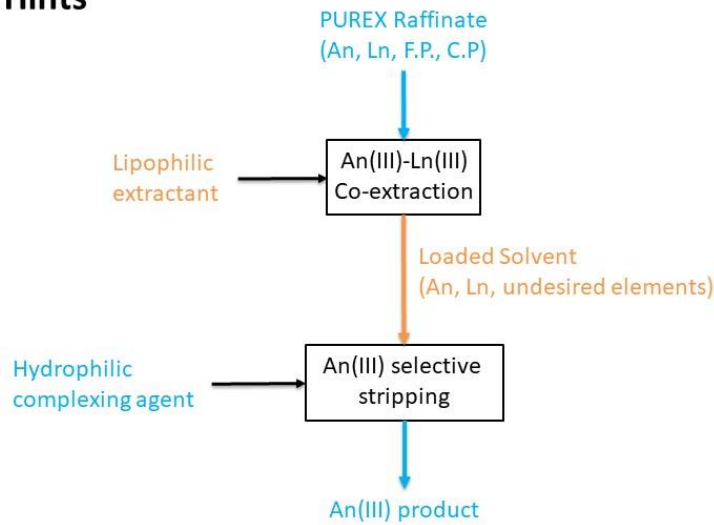 PUREX Raffinate
(An, Ln, F.P., C.P)
Lipophilic
extractant
An(III)-Ln(III)
Co-extraction
Loaded Solvent
(An, Ln, undesired elements)
Hydrophilic
complexing agent
An(III) selective
stripping
An(III) product